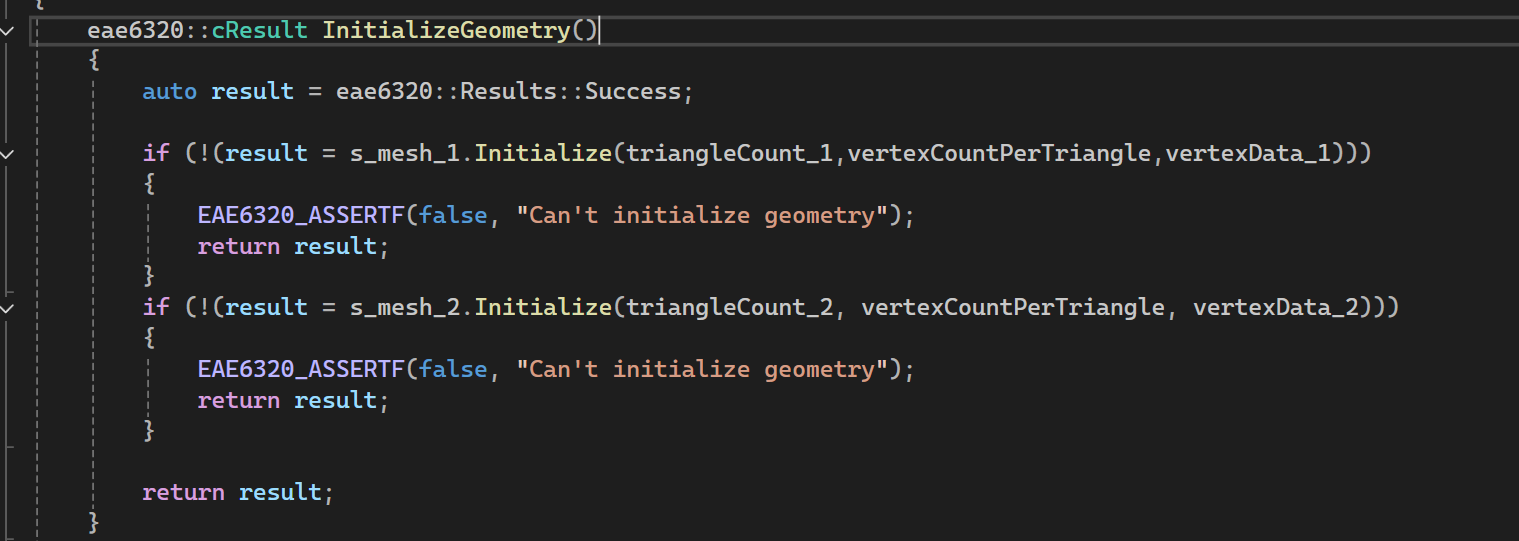 {
eae6320::cResult InitializeGeometry()
{
auto result = eae6320::Results::Success;
if (!(result = s_mesh_1.Initialize(triangleCount_1,vertexCountPerTriangle,vertexData_1)))
{
EAE6320_ASSERTF(false, "Can't initialize geometry");
return result;
}
if (!(result = s_mesh_2.Initialize(triangleCount_2, vertexCountPerTriangle, vertexData_2)))
{
EAE6320_ASSERTF(false, "Can't initialize geometry");
return result;
}
return result;
}